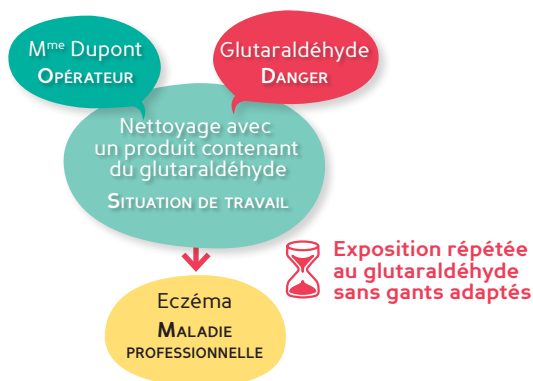 Mme Dupont
OPÉRATEUR
Glutaraldéhyde
DANGER
Nettoyage avec
un produit contenant
du glutaraldéhyde
SITUATION DE TRAVAIL
Exposition répétée
au glutaraldéhyde
sans gants adaptés
Eczéma
MALADIE
PROFESSIONNELLE